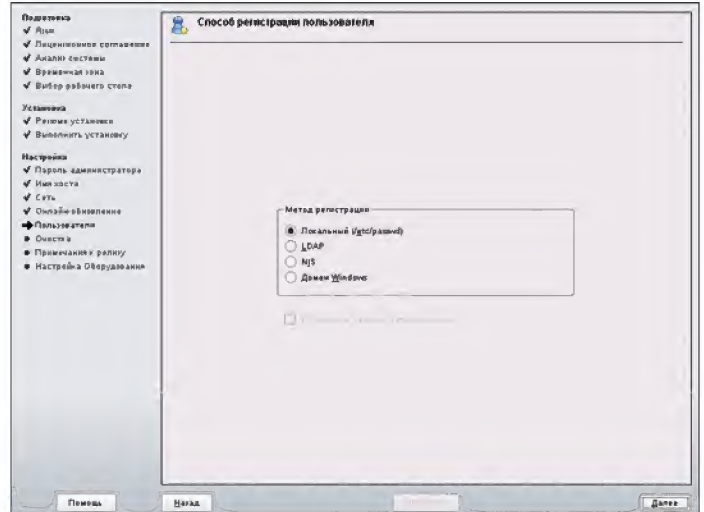 Подготовка
Язык
Лицензионное соглашение
Анализ системы
Временная зона
Выбор рабочего стола
Установка
Режим установки
Выполнить установку
Настройка
Пароль администратора
Имя хоста
Сеть
Онлайн обновление
Пользователи
Очистка
Примечания к релизу
Настройка Оборудования
Способ регистрации пользователя
Метод регистрации
Локальный (/etc/passwd)
LDAP
NIS
Домен Windows
Помощь
Назад
Далее